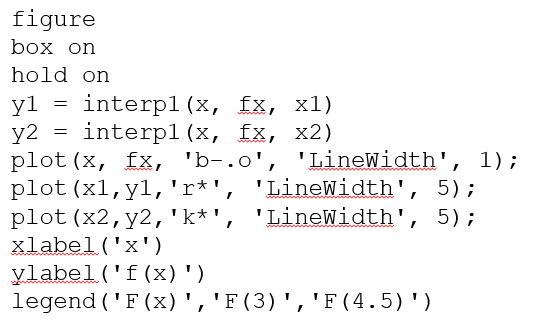 figure
box on
hold on
y1 = interp1(x, fx, x1)
y2 = interp1(x, fx, x2)
plot(x, fx, 'b-.o', 'LineWidth', 1);
plot(x1,y1,'r*', 'LineWidth', 5);
plot(x2,y2,'k*', 'LineWidth', 5);
xlabel('x')
ylabel('f(x)')
legend('F(x)','F(3)','F(4.5)')